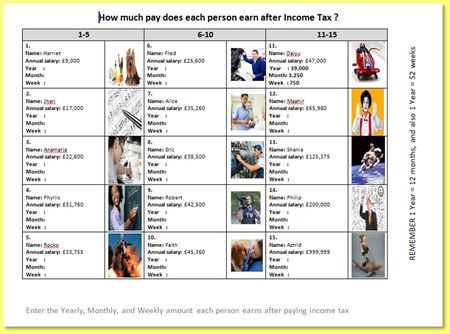 How much pay does each person earn after Income Tax ?
1-5
6-10
11-15
1.
Name: Harriet
Annual salary: £9,000
Year :
Month:
Week :
6.
Name: Fred
Annual salary: £25,600
Year :
Month:
Week :
11.
Name: Daiyu
Annual salary: £47,000
Year : 39,000
Month: 3,250
Week : 750
2.
Name: Jhari
Annual salary: £17,000
Year :
Month:
Week :
7.
Name: Alice
Annual salary: £35,260
Year :
Month:
Week :
12.
Name: Maahir
Annual salary: £65,980
Year :
Month:
Week :
3.
Name: Anamaria
Annual salary: £22,600
Year :
Month:
Week :
8.
Name: Eric
Annual salary: £38,500
Year :
Month:
Week :
13.
Name: Shania
Annual salary: £125,375
Year :
Month:
Week :
4.
Name: Phyllis
Annual salary: £31,760
Year :
Month:
Week :
9.
Name: Robert
Annual salary: £42,500
Year :
Month:
Week :
14.
Name: Philip
Annual salary: £200,000
Year :
Month:
Week :
5.
Name: Rocko
Annual salary: £33,755
Year :
Month:
Week :
10.
Name: Faith
Annual salary: £45,360
Year :
Month:
Week :
15.
Name: Astrid
Annual salary: £999,999
Year :
Month:
Week :
REMEMBER 1 Year = 12 months, and also 1 Year = 52 weeks
Enter the Yearly, Monthly, and Weekly amount each person earns after paying income tax